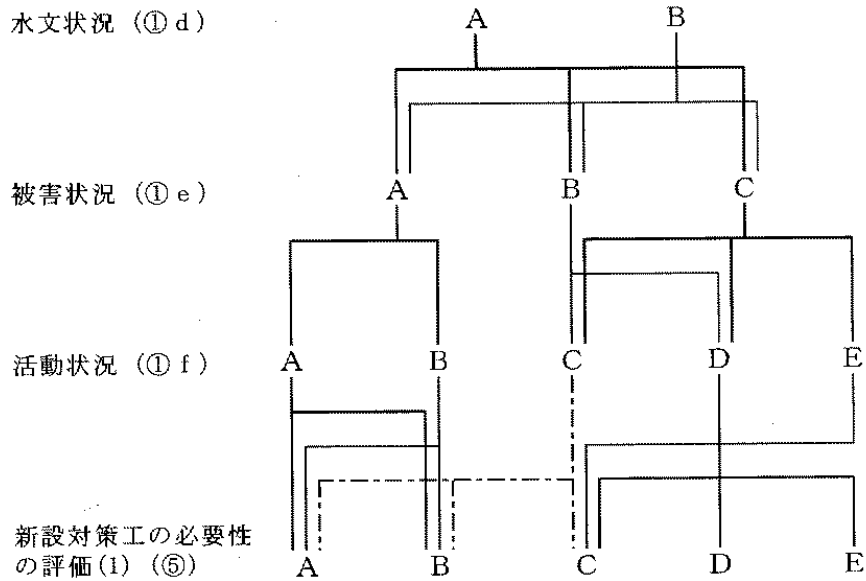 水文状況 (①d) A B
被害状況 (①e) A B C
活動状況 (①f) A B C D E
新設対策工の必要性
の評価(1) (⑤) A B C D E